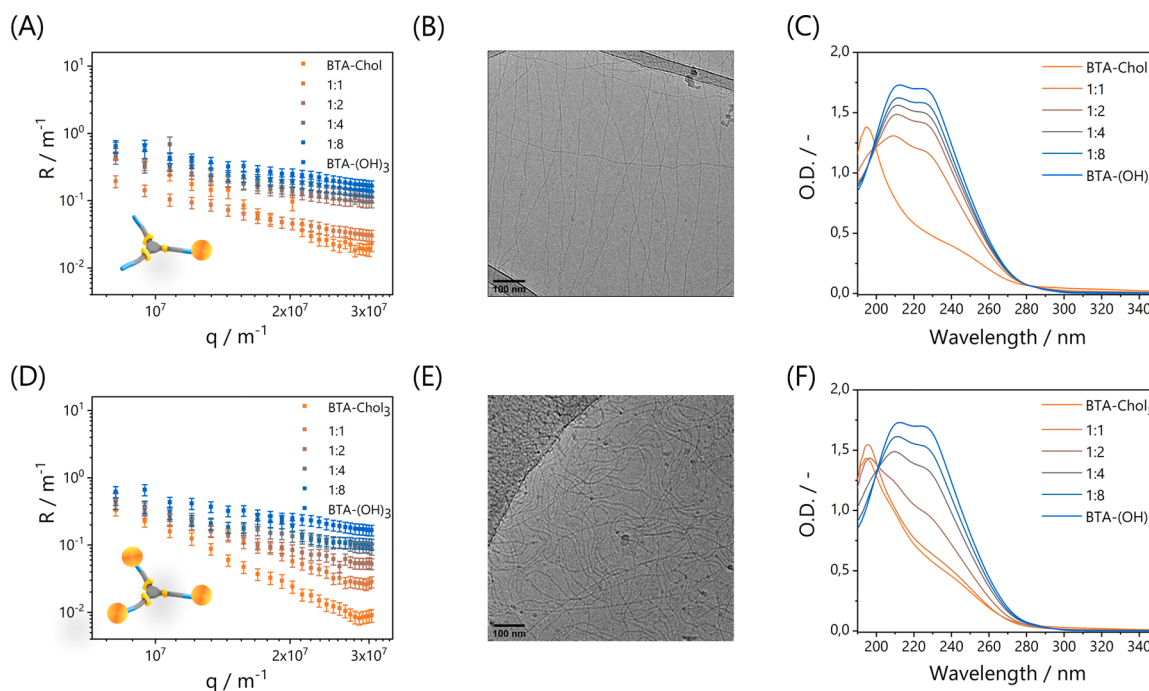 (A)
R / m⁻¹
10¹
10⁰
10⁻¹
10⁻²
BTA-Chol
1:1
1:2
1:4
1:8
BTA-(OH)₃
10⁷
2x10⁷
3x10⁷
q / m⁻¹
(B)
100 nm
(C)
O.D. / -
2,0
1,5
1,0
0,5
0,0
BTA-Chol
1:1
1:2
1:4
1:8
BTA-(OH)
200 220 240 260 280 300 320 340
Wavelength / nm
(D)
R / m⁻¹
10¹
10⁰
10⁻¹
10⁻²
BTA-Chol₃
1:1
1:2
1:4
1:8
BTA-(OH)₃
10⁷
2x10⁷
3x10⁷
q / m⁻¹
(E)
100 nm
(F)
O.D. / -
2,0
1,5
1,0
0,5
0,0
BTA-Chol
1:1
1:2
1:4
1:8
BTA-(OH)
200 220 240 260 280 300 320 340
Wavelength / nm